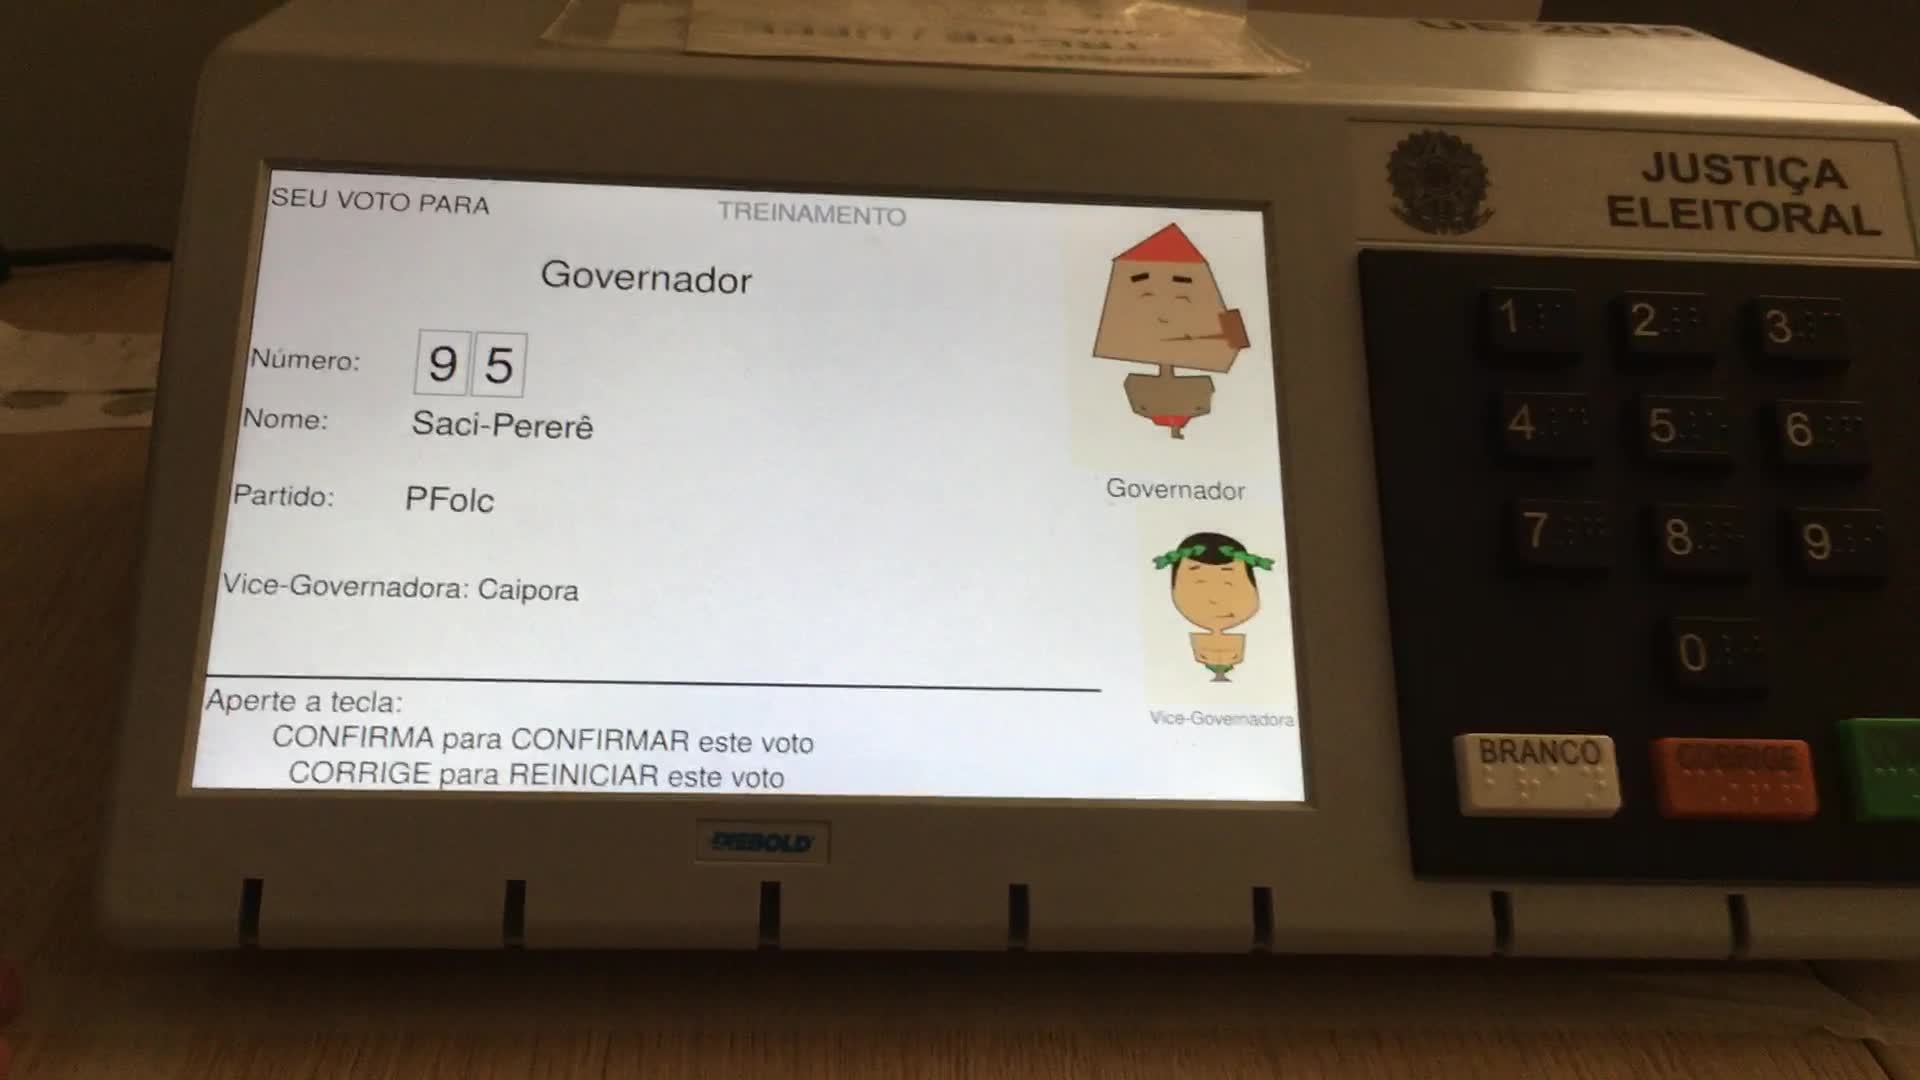 UE 2015
JUSTIÇA
ELEITORAL
SEU VOTO PARA
TREINAMENTO
Governador
Número: 9 5
Nome: Saci-Pererê
Partido: PFolc
Vice-Governadora: Caipora
Governador
Vice-Governadora
Aperte a tecla:
CONFIRMA para CONFIRMAR este voto
CORRIGE para REINICIAR este voto
DIEBOLD
1 2 3
4 5 6
7 8 9
0
BRANCO CORRIGE